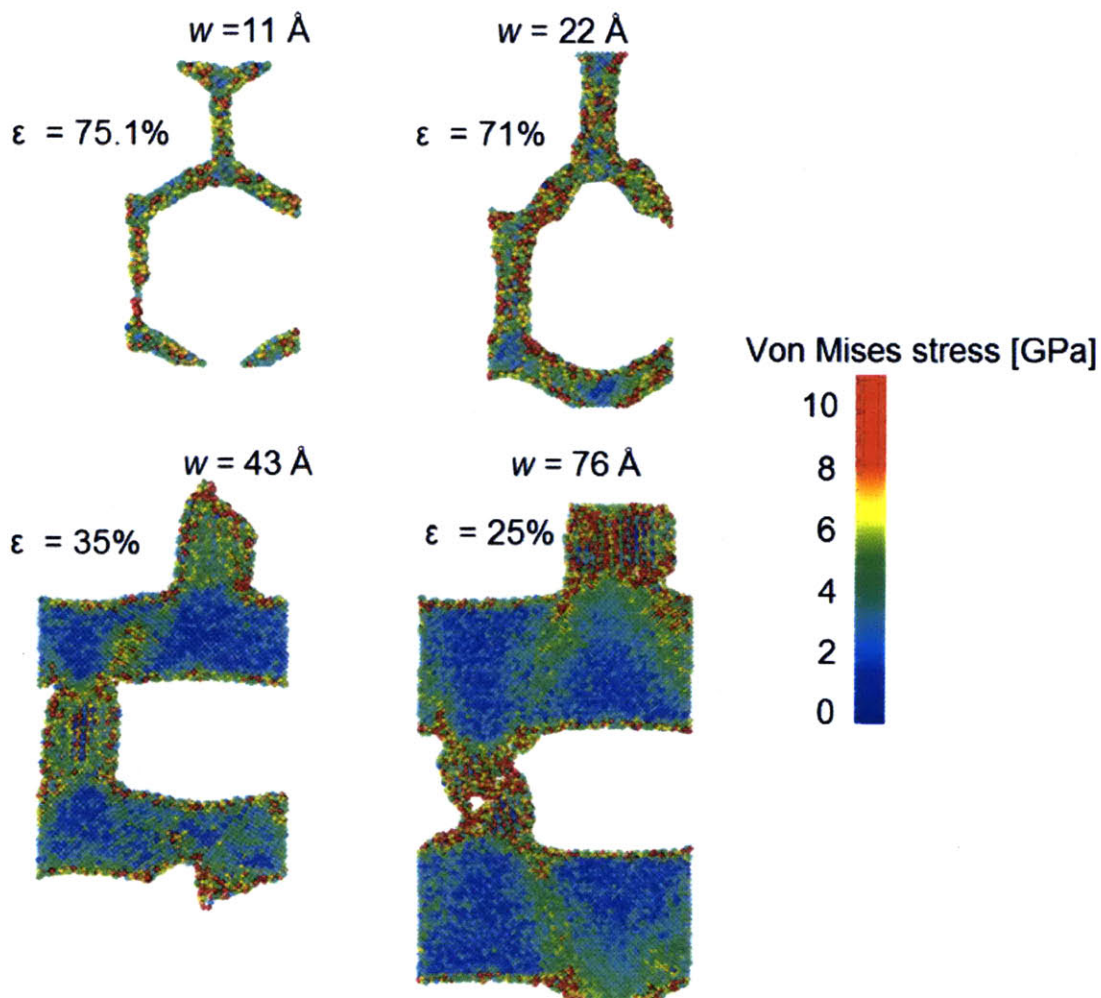 w =11 Å
w = 22 Å
ε = 75.1%
ε = 71%
Von Mises stress [GPa]
10
8
6
4
2
0
w = 43 Å
w = 76 Å
ε = 35%
ε = 25%